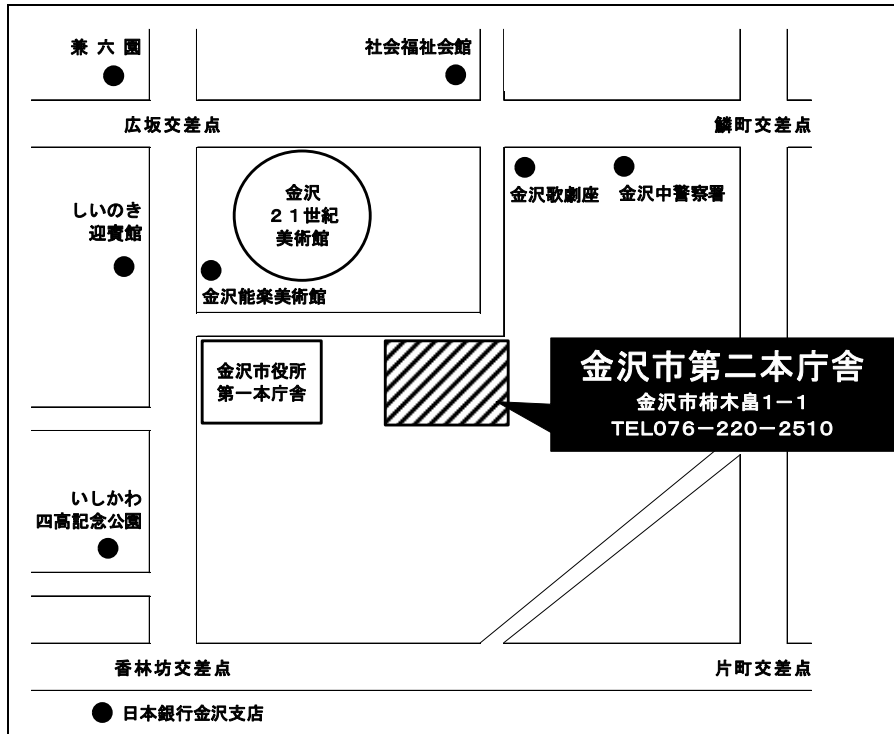 兼六園
社会福祉会館
広坂交差点
鱗町交差点
金沢
21世紀
美術館
金沢歌劇座
金沢中警察署
しいのき
迎賓館
金沢能楽美術館
金沢市役所
第一本庁舎
金沢市第二本庁舎
金沢市柿木畠1-1
TEL076-220-2510
いしかわ
四高記念公園
香林坊交差点
片町交差点
日本銀行金沢支店